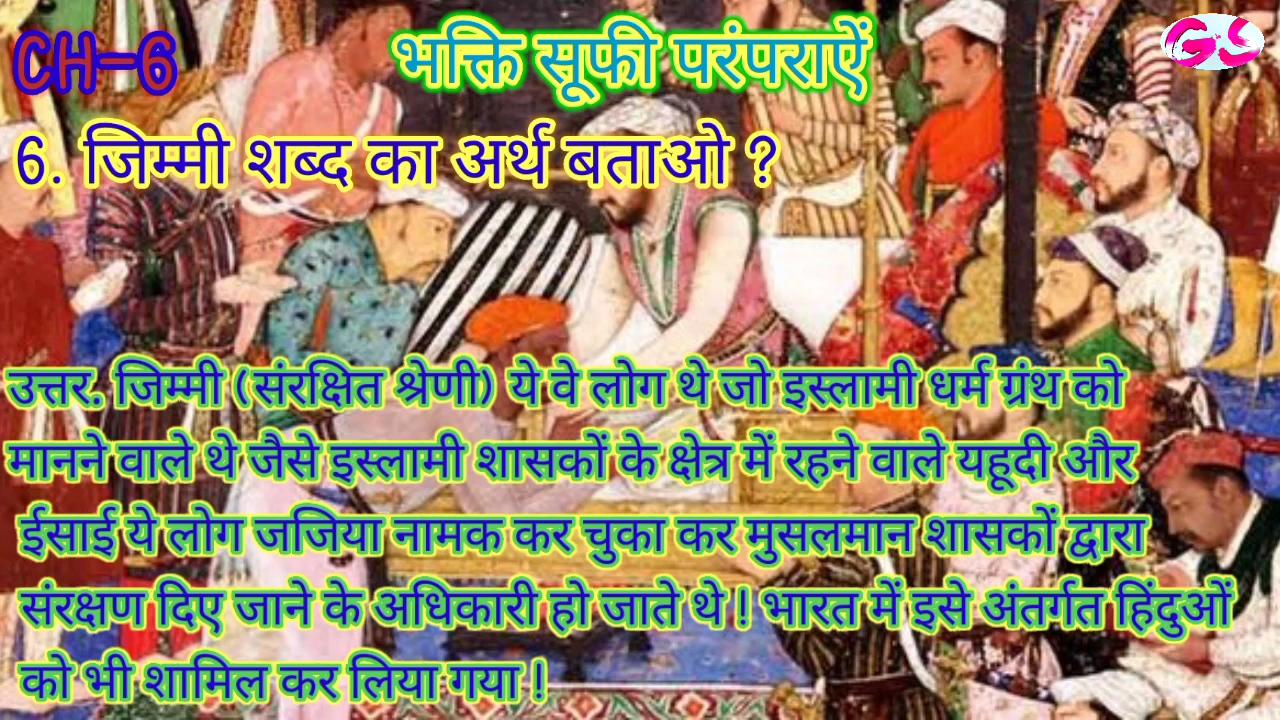 CH-6
भक्ति सूफी परंपराऐं
GS
6. जिम्मी शब्द का अर्थ बताओ ?
उत्तर. जिम्मी (संरक्षित श्रेणी) ये वे लोग थे जो इस्लामी धर्म ग्रंथ को
मानने वाले थे जैसे इस्लामी शासकों के क्षेत्र में रहने वाले यहूदी और
ईसाई ये लोग जजिया नामक कर चुका कर मुसलमान शासकों द्वारा
संरक्षण दिए जाने के अधिकारी हो जाते थे ! भारत में इसे अंतर्गत हिंदुओं
को भी शामिल कर लिया गया !